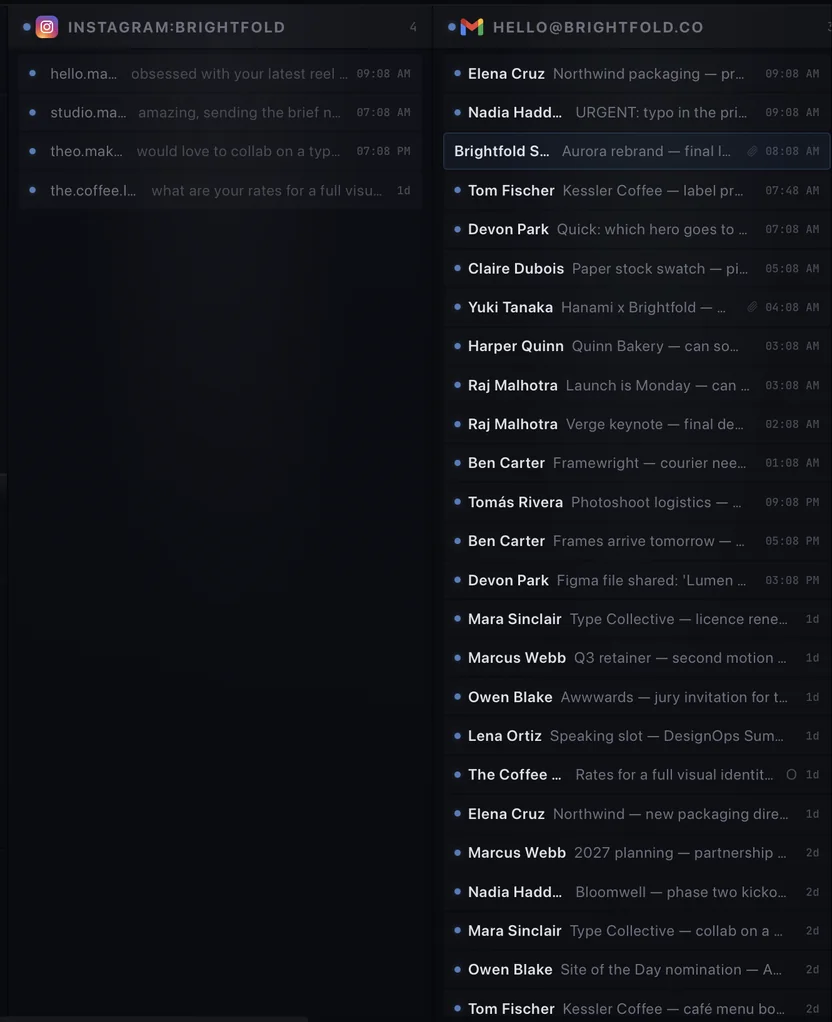 INSTAGRAM:BRIGHTFOLD 4
hello.ma… obsessed with your latest reel … 09:08 AM
studio.ma… amazing, sending the brief n… 07:08 AM
theo.mak… would love to collab on a typ… 07:08 PM
the.coffee.l… what are your rates for a full visu… 1d
HELLO@BRIGHTFOLD.CO
Elena Cruz Northwind packaging — pr… 09:08 AM
Nadia Hadd… URGENT: typo in the pri… 09:08 AM
Brightfold S… Aurora rebrand — final l… 08:08 AM
Tom Fischer Kessler Coffee — label pr… 07:48 AM
Devon Park Quick: which hero goes to … 07:08 AM
Claire Dubois Paper stock swatch — pi… 05:08 AM
Yuki Tanaka Hanami x Brightfold — … 04:08 AM
Harper Quinn Quinn Bakery — can so… 03:08 AM
Raj Malhotra Launch is Monday — can … 03:08 AM
Raj Malhotra Verge keynote — final de… 02:08 AM
Ben Carter Framewright — courier nee… 01:08 AM
Tomás Rivera Photoshoot logistics — … 09:08 PM
Ben Carter Frames arrive tomorrow — … 05:08 PM
Devon Park Figma file shared: 'Lumen … 03:08 PM
Mara Sinclair Type Collective — licence rene… 1d
Marcus Webb Q3 retainer — second motion … 1d
Owen Blake Awwwards — jury invitation for t… 1d
Lena Ortiz Speaking slot — DesignOps Sum… 1d
The Coffee … Rates for a full visual identit… 1d
Elena Cruz Northwind — new packaging dire… 1d
Marcus Webb 2027 planning — partnership … 2d
Nadia Hadd… Bloomwell — phase two kicko… 2d
Mara Sinclair Type Collective — collab on a … 2d
Owen Blake Site of the Day nomination — A… 2d
Tom Fischer Kessler Coffee — café menu bo… 2d